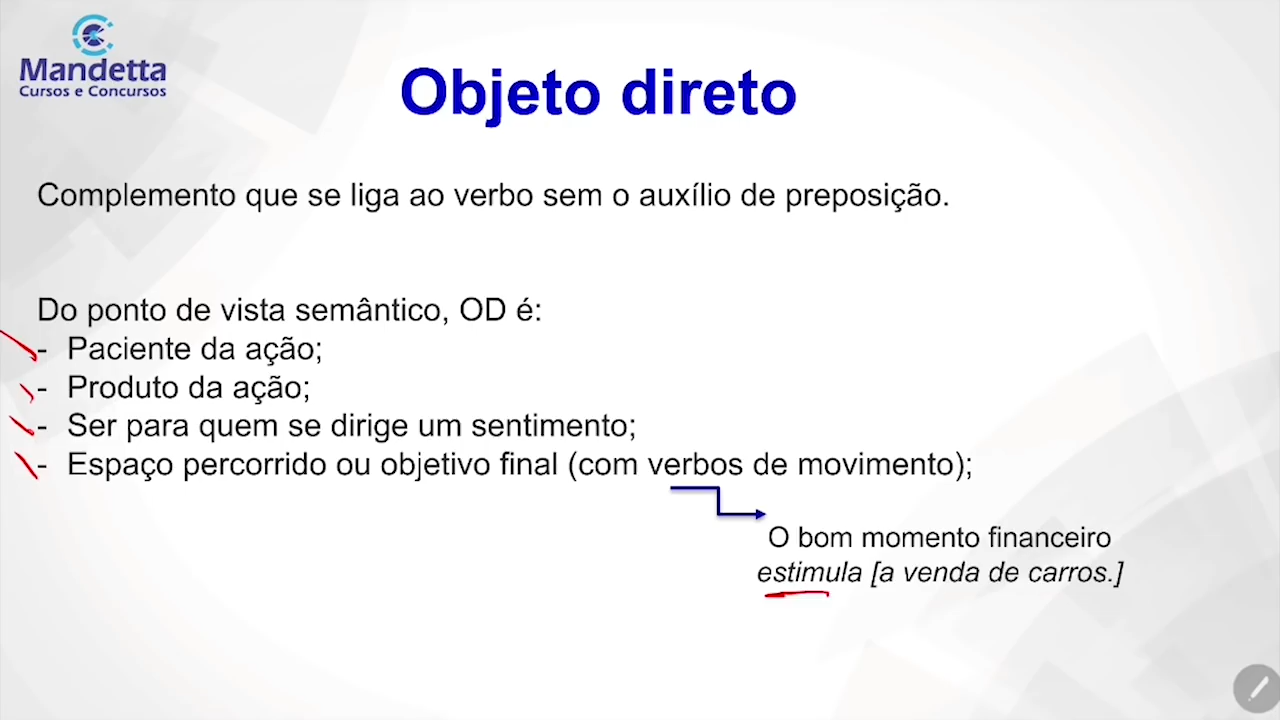 Mandetta
Cursos e Concursos
Objeto direto
Complemento que se liga ao verbo sem o auxílio de preposição.
Do ponto de vista semântico, OD é:
- Paciente da ação;
- Produto da ação;
- Ser para quem se dirige um sentimento;
- Espaço percorrido ou objetivo final (com verbos de movimento);
O bom momento financeiro
estimula [a venda de carros.]